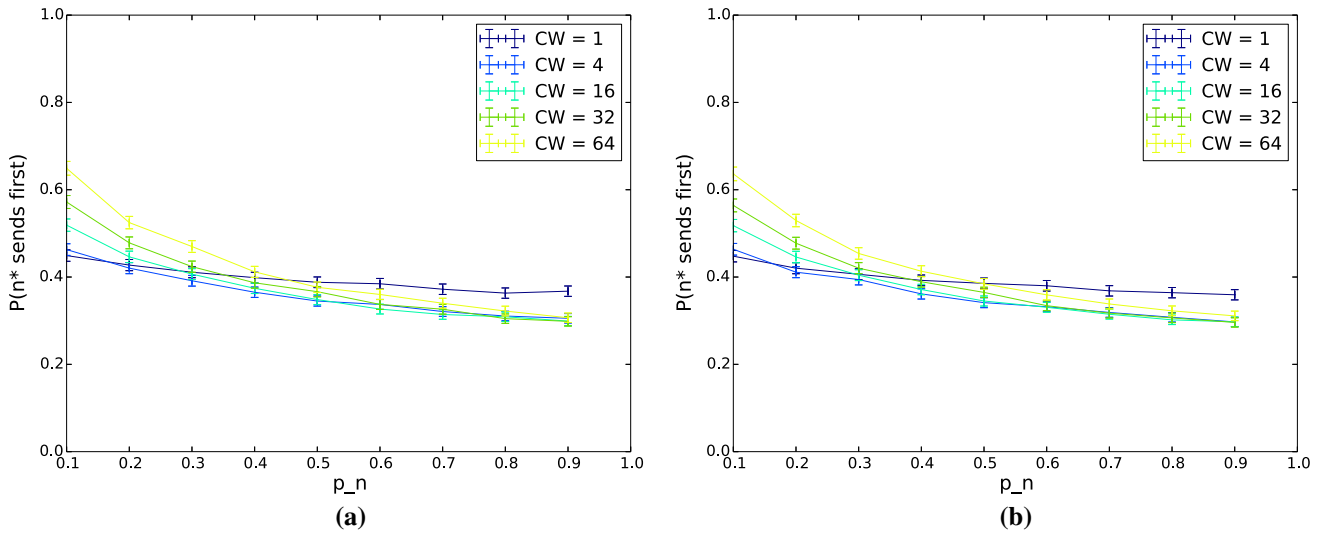 1.0
0.8
0.6
0.4
0.2
0.0
P(n* sends first)
CW = 1
CW = 4
CW = 16
CW = 32
CW = 64
0.1 0.2 0.3 0.4 0.5 0.6 0.7 0.8 0.9 1.0
p_n
(a)
1.0
0.8
0.6
0.4
0.2
0.0
P(n* sends first)
CW = 1
CW = 4
CW = 16
CW = 32
CW = 64
0.1 0.2 0.3 0.4 0.5 0.6 0.7 0.8 0.9 1.0
p_n
(b)